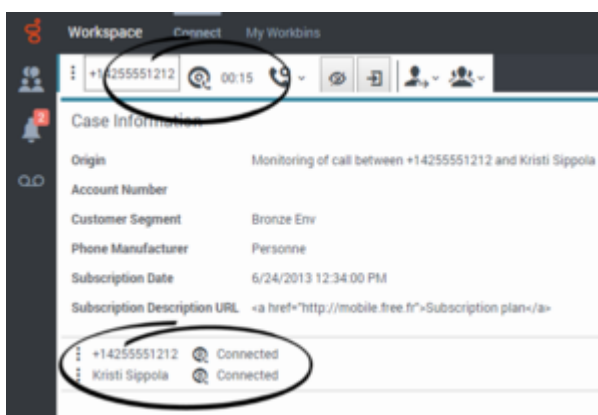 Workspace Connect My Workbins
+14255551212 00:15
2
Case Information
Origin Monitoring of call between +14255551212 and Kristi Sippola
Account Number
Customer Segment Bronze Env
Phone Manufacturer Personne
Subscription Date 6/24/2013 12:34:00 PM
Subscription Description URL <a href="http://mobile.free.fr">Subscription plan</a>
+14255551212 Connected
Kristi Sippola Connected